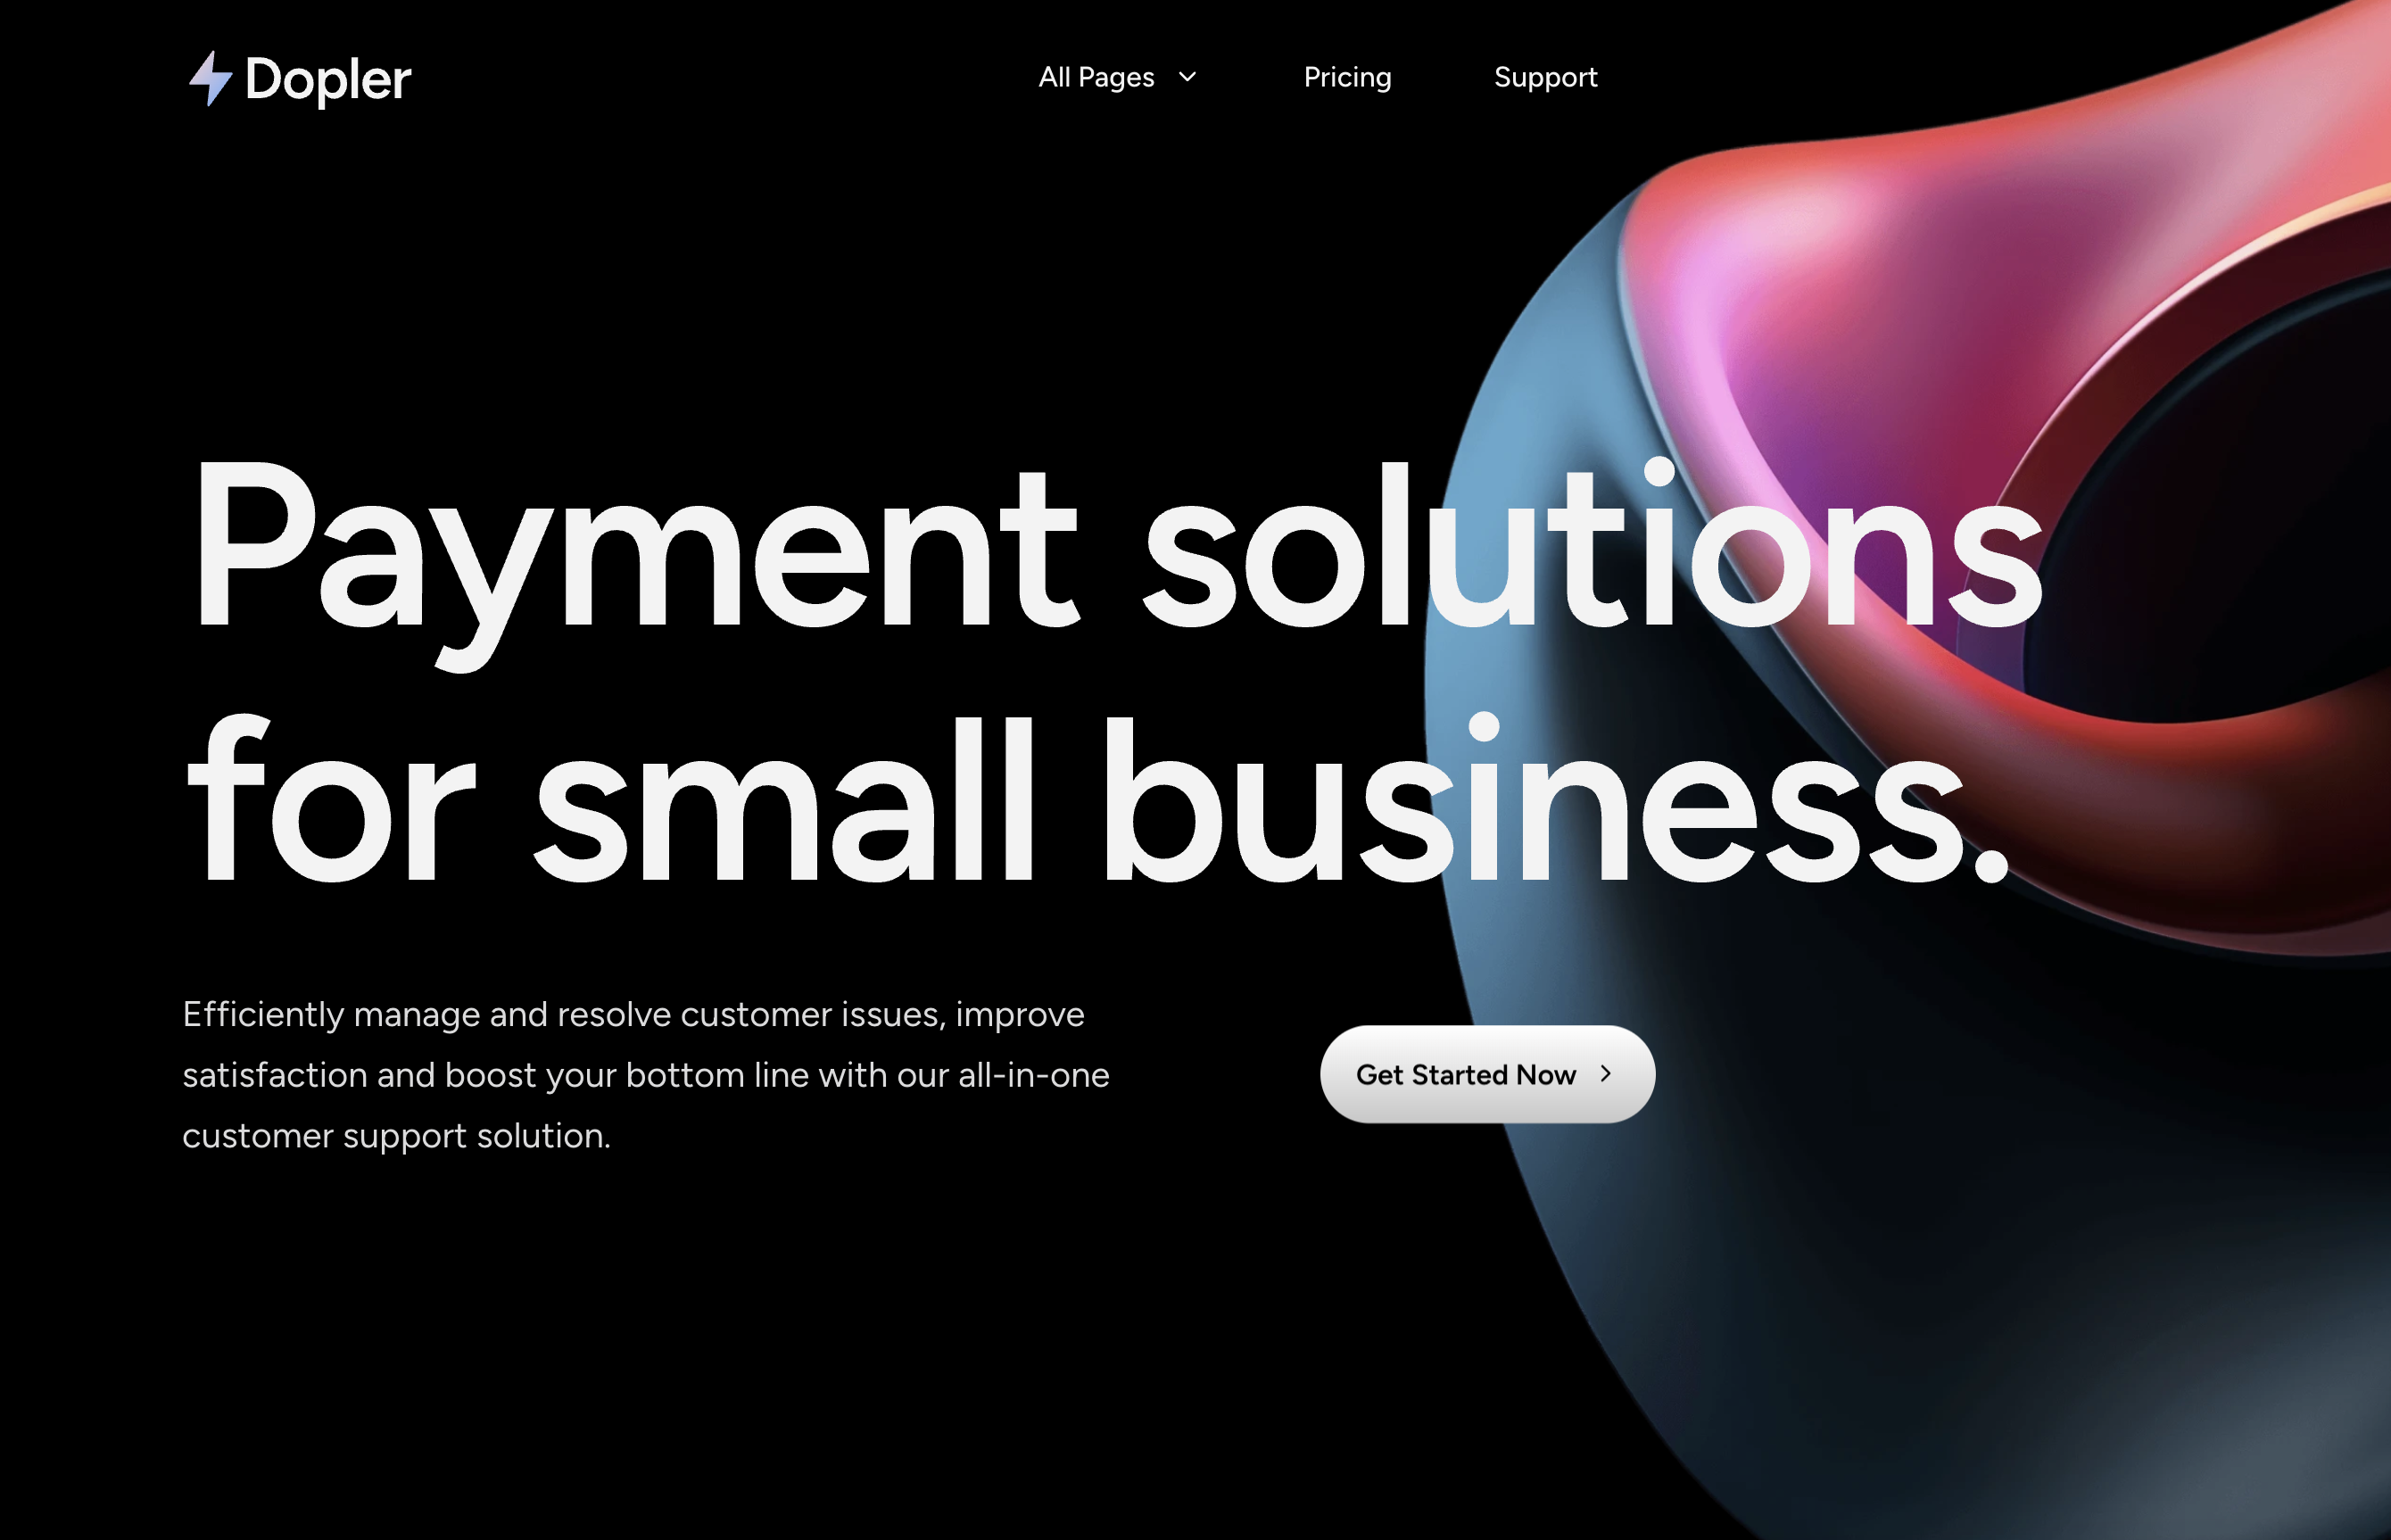 Dopler
All Pages
Pricing
Support
Payment solutions
for small business.
Efficiently manage and resolve customer issues, improve
satisfaction and boost your bottom line with our all-in-one
customer support solution.
Get Started Now